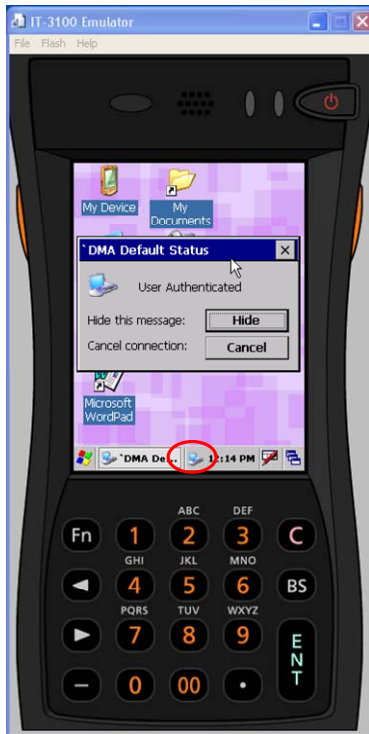 IT-3100 Emulator
File Flash Help
My Device
My Documents
`DMA Default Status
User Authenticated
Hide this message:
Hide
Cancel connection:
Cancel
Microsoft
WordPad
`DMA De...
12:14 PM
ABC DEF
Fn 1 2 3 C
GHI JKL MNO
4 5 6 BS
PQRS TUV WXYZ
7 8 9
ENT
- 0 00 .